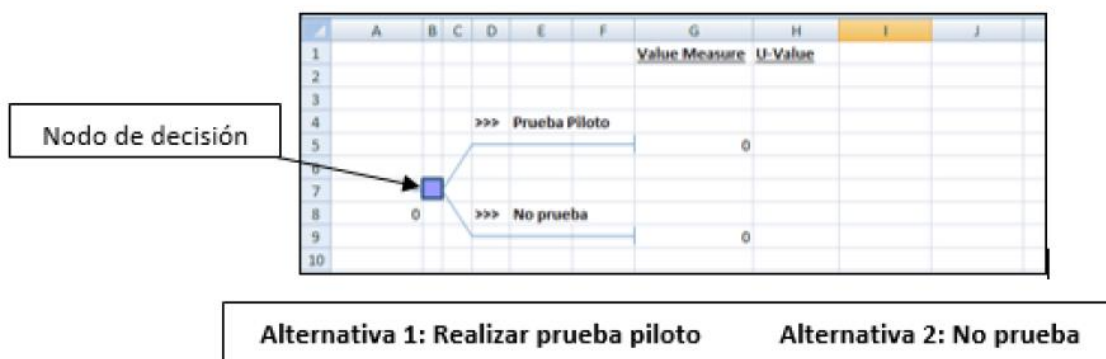 A B C D E F G H I J
1 Value Measure U-Value
2
3
4 >>> Prueba Piloto
Nodo de decisión
5 0
6
7
8 0 >>> No prueba
9 0
10
Alternativa 1: Realizar prueba piloto Alternativa 2: No prueba